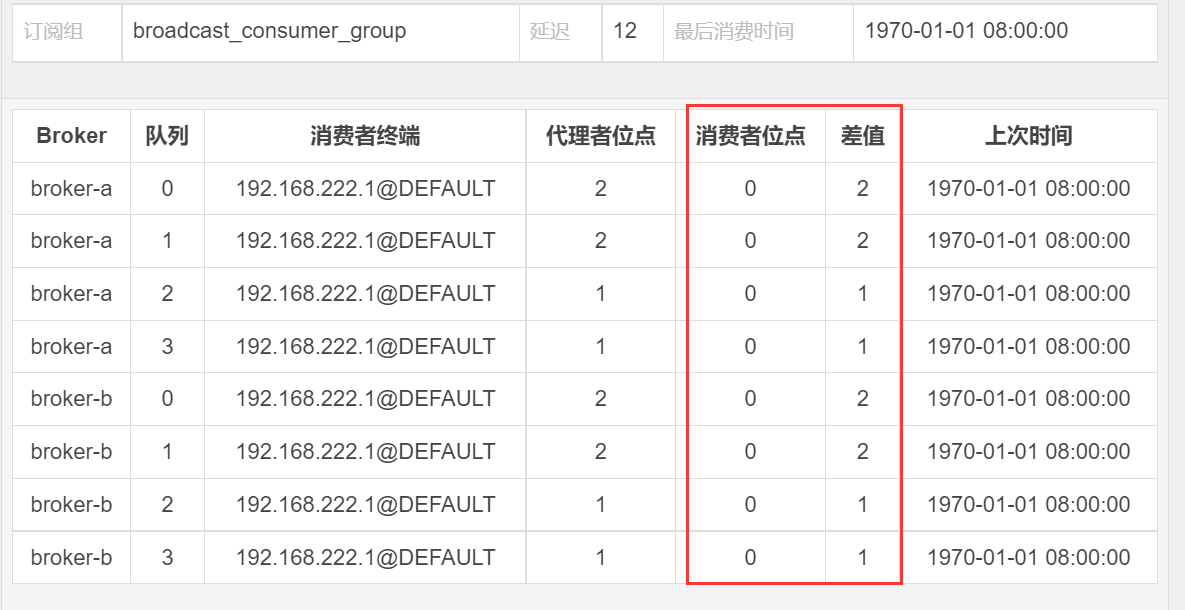 订阅组 broadcast_consumer_group 延迟 12 最后消费时间 1970-01-01 08:00:00
Broker 队列 消费者终端 代理者位点 消费者位点 差值 上次时间
broker-a 0 192.168.222.1@DEFAULT 2 0 2 1970-01-01 08:00:00
broker-a 1 192.168.222.1@DEFAULT 2 0 2 1970-01-01 08:00:00
broker-a 2 192.168.222.1@DEFAULT 1 0 1 1970-01-01 08:00:00
broker-a 3 192.168.222.1@DEFAULT 1 0 1 1970-01-01 08:00:00
broker-b 0 192.168.222.1@DEFAULT 2 0 2 1970-01-01 08:00:00
broker-b 1 192.168.222.1@DEFAULT 2 0 2 1970-01-01 08:00:00
broker-b 2 192.168.222.1@DEFAULT 1 0 1 1970-01-01 08:00:00
broker-b 3 192.168.222.1@DEFAULT 1 0 1 1970-01-01 08:00:00